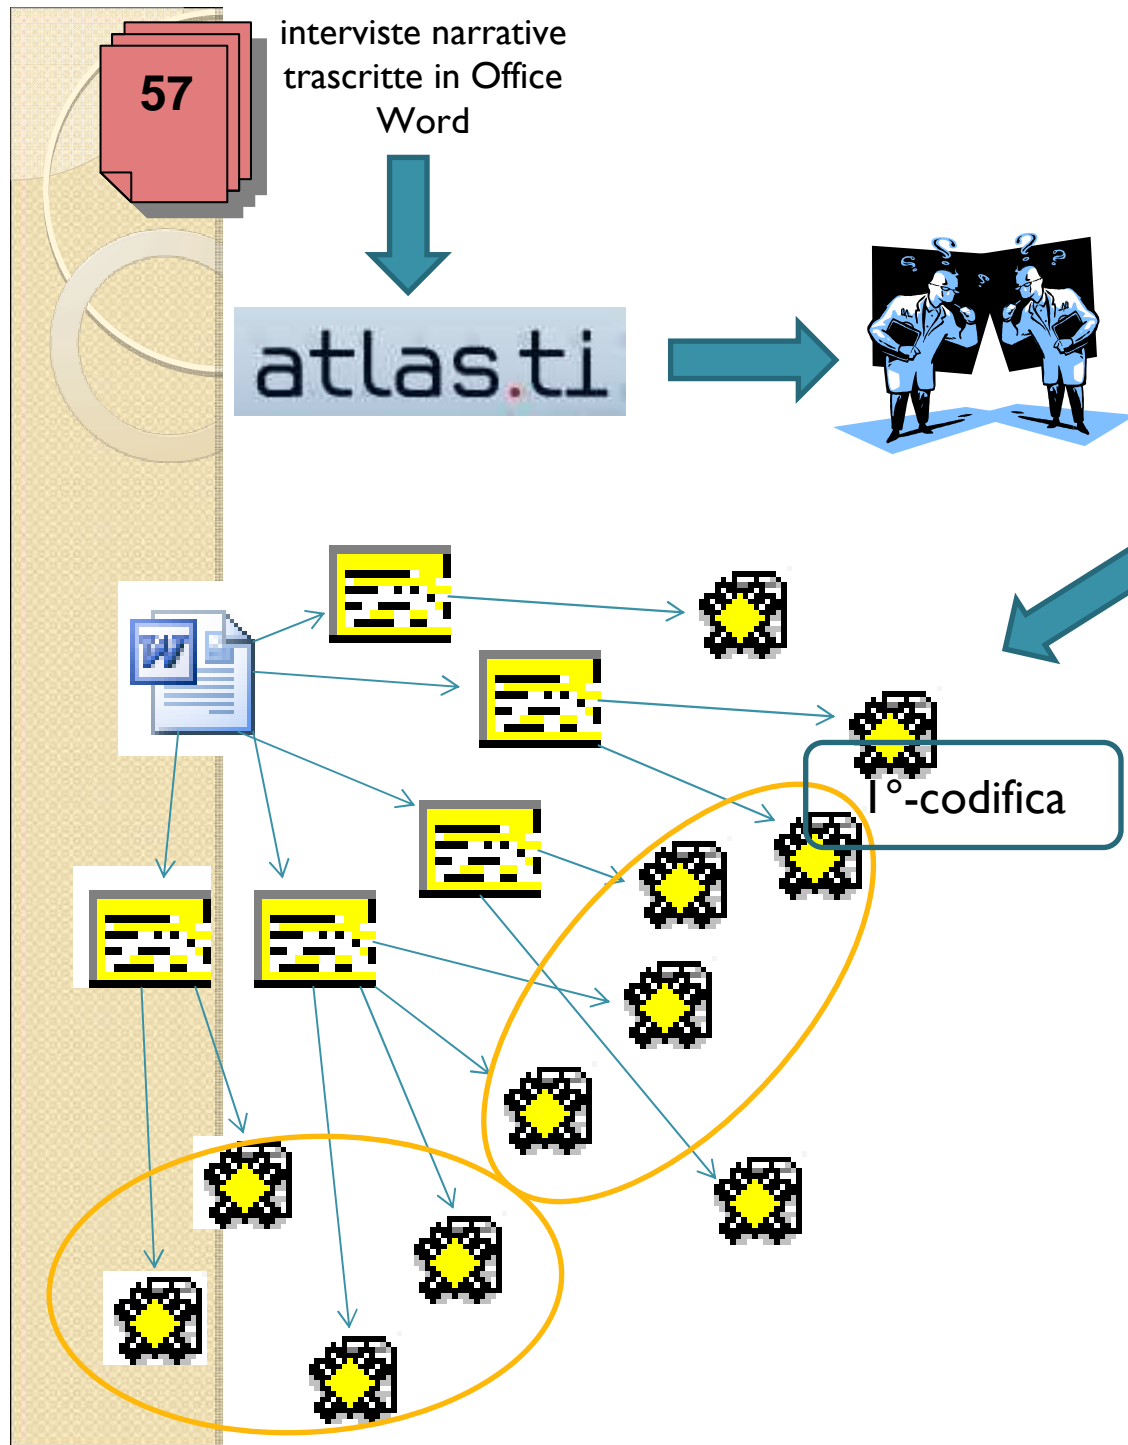 57
interviste narrative
trascritte in Office
Word
atlas.ti
W
1°-codifica